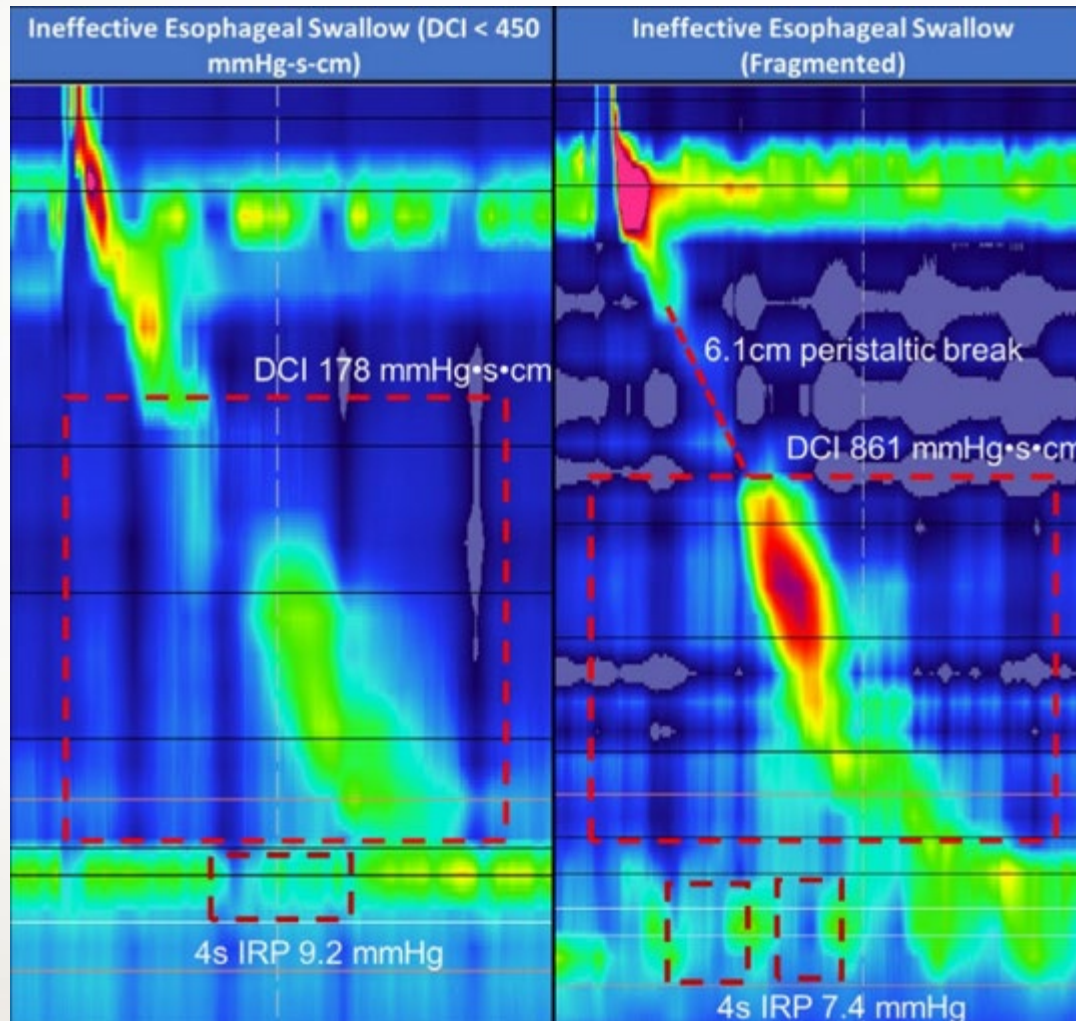 Ineffective Esophageal Swallow (DCI < 450
mmHg-s-cm)
DCI 178 mmHg•s•cm
4s IRP 9.2 mmHg
Ineffective Esophageal Swallow
(Fragmented)
6.1cm peristaltic break
DCI 861 mmHg•s•cm
4s IRP 7.4 mmHg